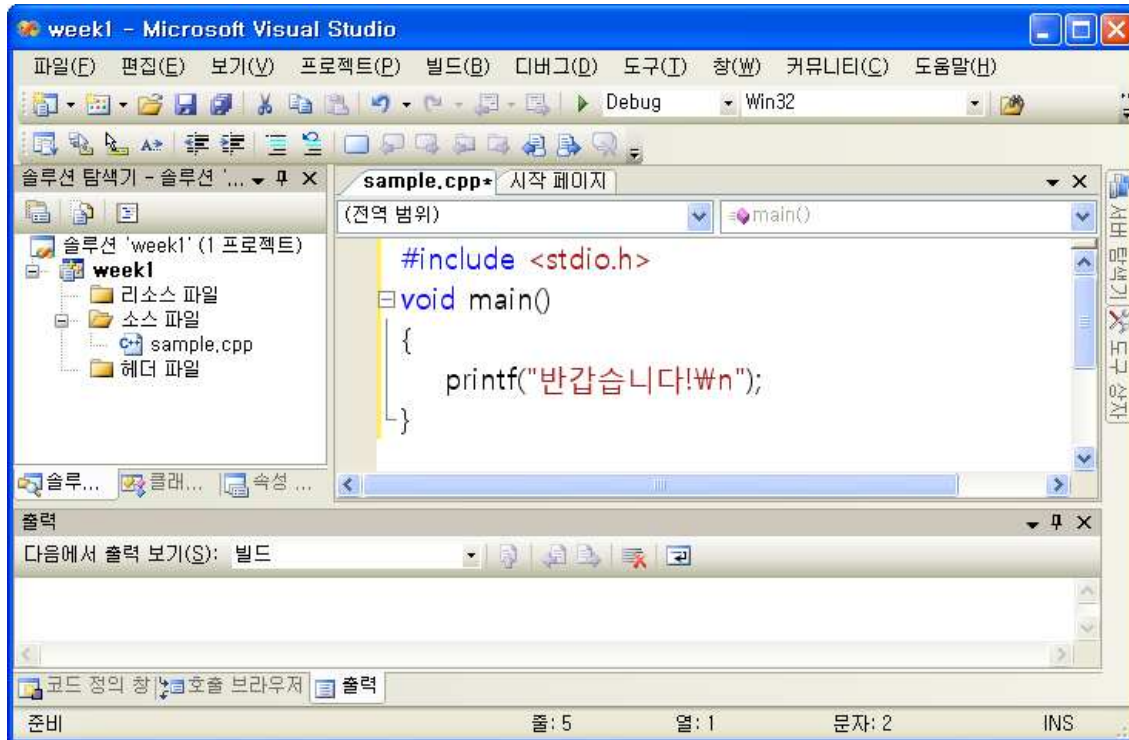 week1 - Microsoft Visual Studio
파일(F) 편집(E) 보기(V) 프로젝트(P) 빌드(B) 디버그(D) 도구(T) 창(W) 커뮤니티(C) 도움말(H)
Debug Win32
솔루션 탐색기 - 솔루션 '... sample.cpp* 시작 페이지
(전역 범위) main()
솔루션 'week1' (1 프로젝트)
week1
리소스 파일
소스 파일
sample.cpp
헤더 파일
#include <stdio.h>
void main()
{
printf("반갑습니다!₩n");
}
서버 탐색기
도구 상자
솔루... 클래... 속성 ...
출력
다음에서 출력 보기(S): 빌드
코드 정의 창 호출 브라우저 출력
준비 줄: 5 열: 1 문자: 2 INS